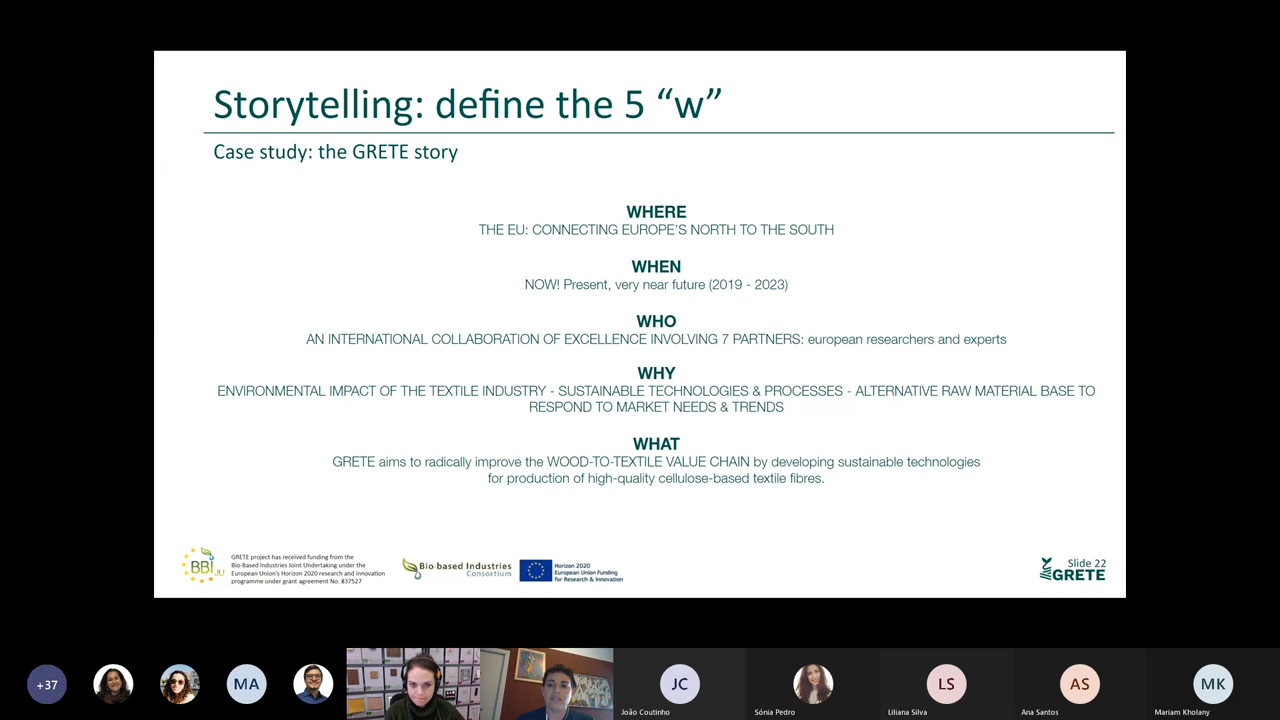 Storytelling: define the 5 “w”
Case study: the GRETE story
WHERE
THE EU: CONNECTING EUROPE'S NORTH TO THE SOUTH
WHEN
NOW! Present, very near future (2019 - 2023)
WHO
AN INTERNATIONAL COLLABORATION OF EXCELLENCE INVOLVING 7 PARTNERS: european researchers and experts
WHY
ENVIRONMENTAL IMPACT OF THE TEXTILE INDUSTRY - SUSTAINABLE TECHNOLOGIES & PROCESSES - ALTERNATIVE RAW MATERIAL BASE TO
RESPOND TO MARKET NEEDS & TRENDS
WHAT
GRETE aims to radically improve the WOOD-TO-TEXTILE VALUE CHAIN by developing sustainable technologies
for production of high-quality cellulose-based textile fibres.
BBI JU
GRETE project has received funding from the
Bio-Based Industries Joint Undertaking under the
European Union's Horizon 2020 research and innovation
programme under grant agreement No. 837527
Bio-based Industries
Consortium
Horizon 2020
European Union Funding
for Research & Innovation
Slide 22
GRETE
+37
MA
JC
LS
AS
MK
João Coutinho
Sónia Pedro
Liliana Silva
Ana Santos
Mariam Kholany